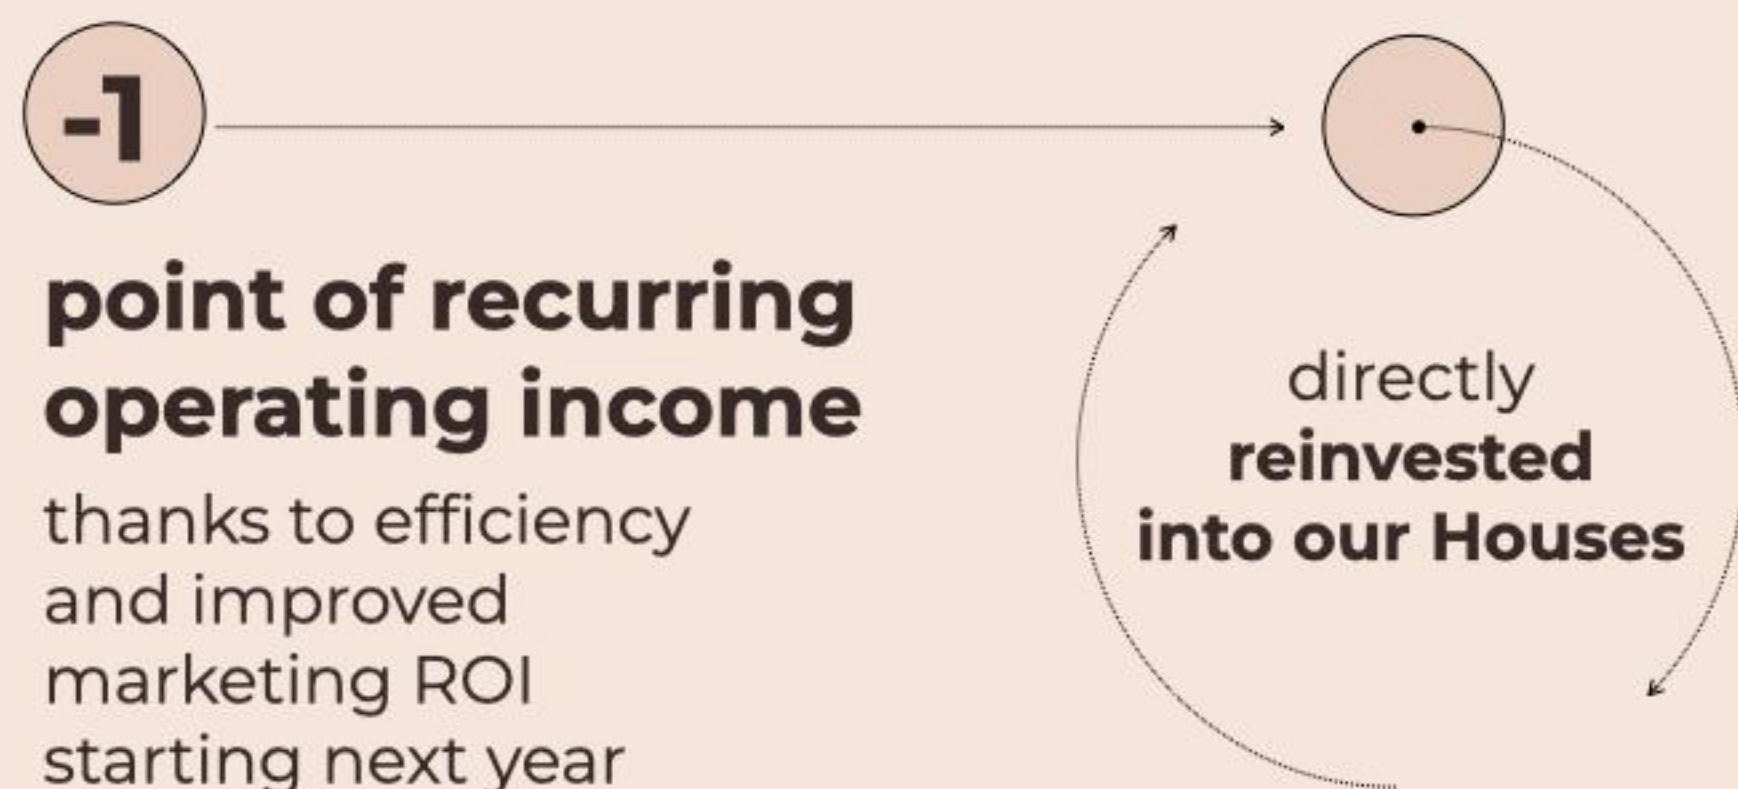 -1
point of recurring
operating income
thanks to efficiency
and improved
marketing ROI
starting next year
directly
reinvested
into our Houses